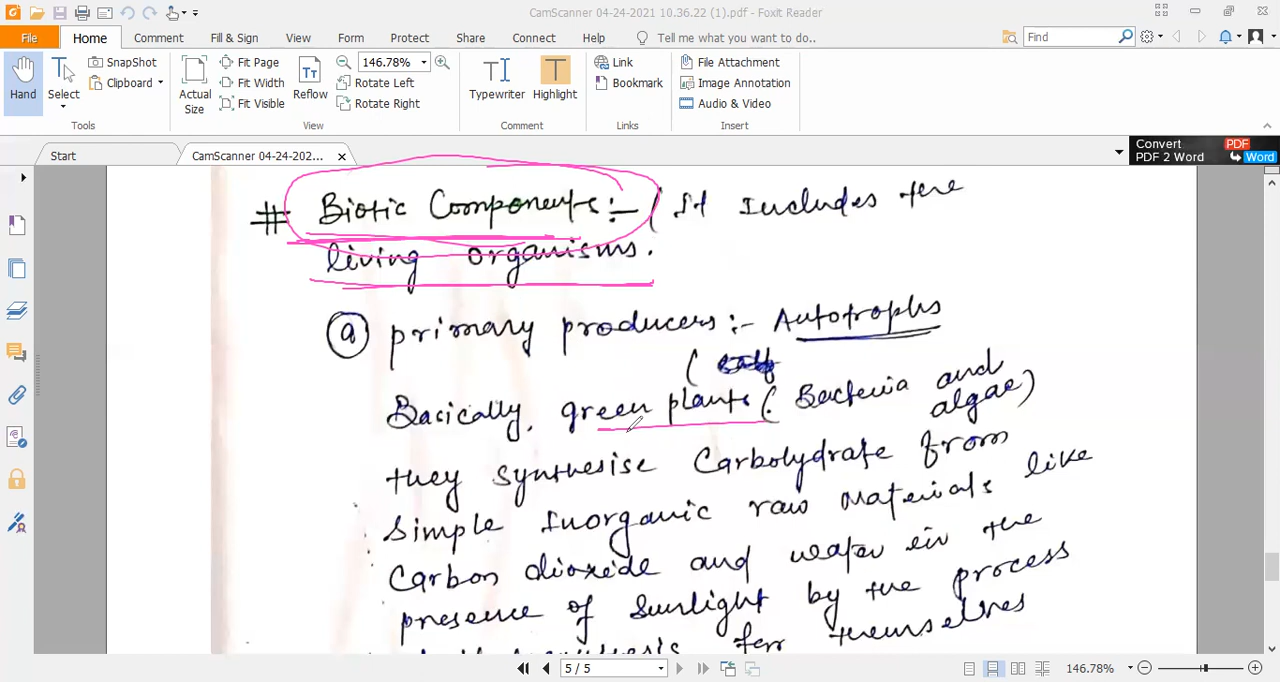 CamScanner 04-24-2021 10.36.22 (1).pdf - Foxit Reader
File Home Comment Fill & Sign View Form Protect Share Connect Help Tell me what you want to do.. Find
Hand
Select
SnapShot
Clipboard
Tools
Actual Size
Fit Page
Fit Width
Fit Visible
Reflow
146.78%
Rotate Left
Rotate Right
View
Typewriter
Highlight
Comment
Link
Bookmark
Links
File Attachment
Image Annotation
Audio & Video
Insert
Start
CamScanner 04-24-202...
Convert PDF
PDF 2 Word Word
# Biotic Components :- ( It Includes the
living organisms.
(a) primary producers :- Autotrophs
(
Basically, green plants (. Bacteria and
algae)
they synthesise Carbohydrate from
simple Inorganic raw materials like
Carbon dioxide and water in the
presence of sunlight by the process
for themselves
5 / 5
146.78%